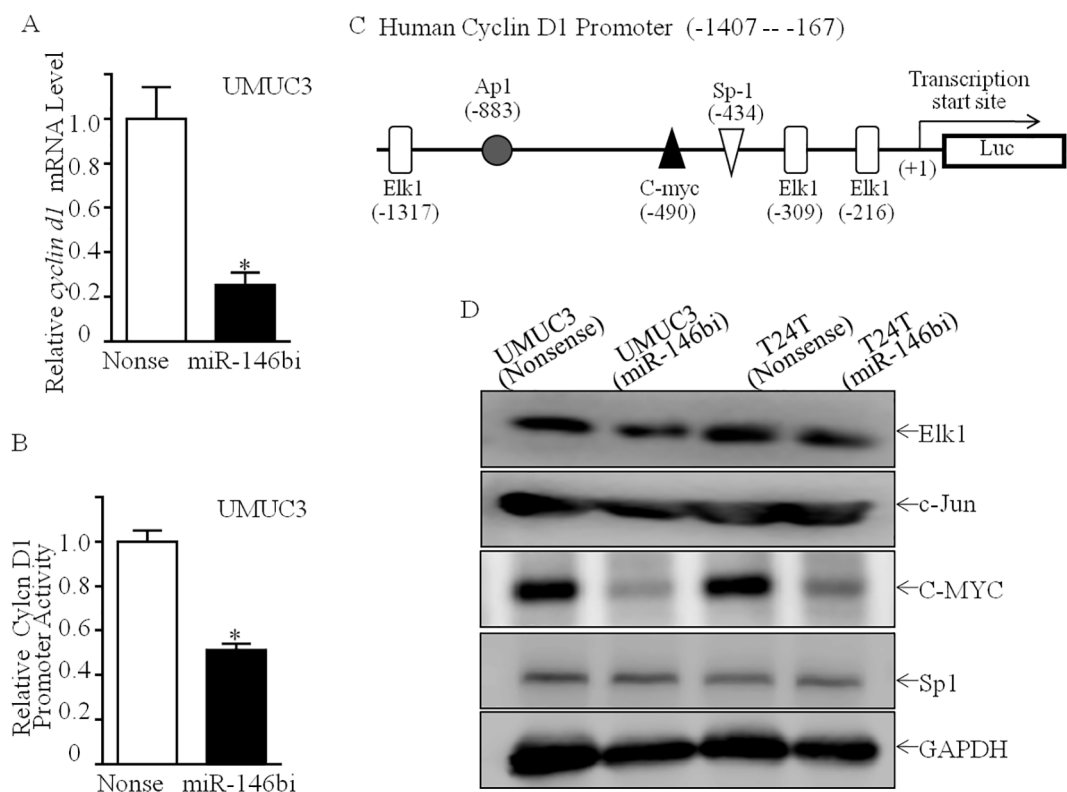 A
UMUC3
Relative cyclin d1 mRNA Level
1.0
0.8
0.6
0.4
0.2
0
*
Nonse miR-146bi
B
UMUC3
Relative Cylcn D1
Promoter Activity
1.0
0.8
0.6
0.4
0.2
0
*
Nonse miR-146bi
C Human Cyclin D1 Promoter (-1407 -- -167)
Ap1
(-883)
Sp-1
(-434)
Transcription
start site
Luc
(+1)
Elk1
(-1317)
C-myc
(-490)
Elk1
(-309)
Elk1
(-216)
D
UMUC3
(Nonsense)
UMUC3
(miR-146bi)
T24T
(Nonsense)
T24T
(miR-146bi)
←Elk1
←c-Jun
←C-MYC
←Sp1
←GAPDH